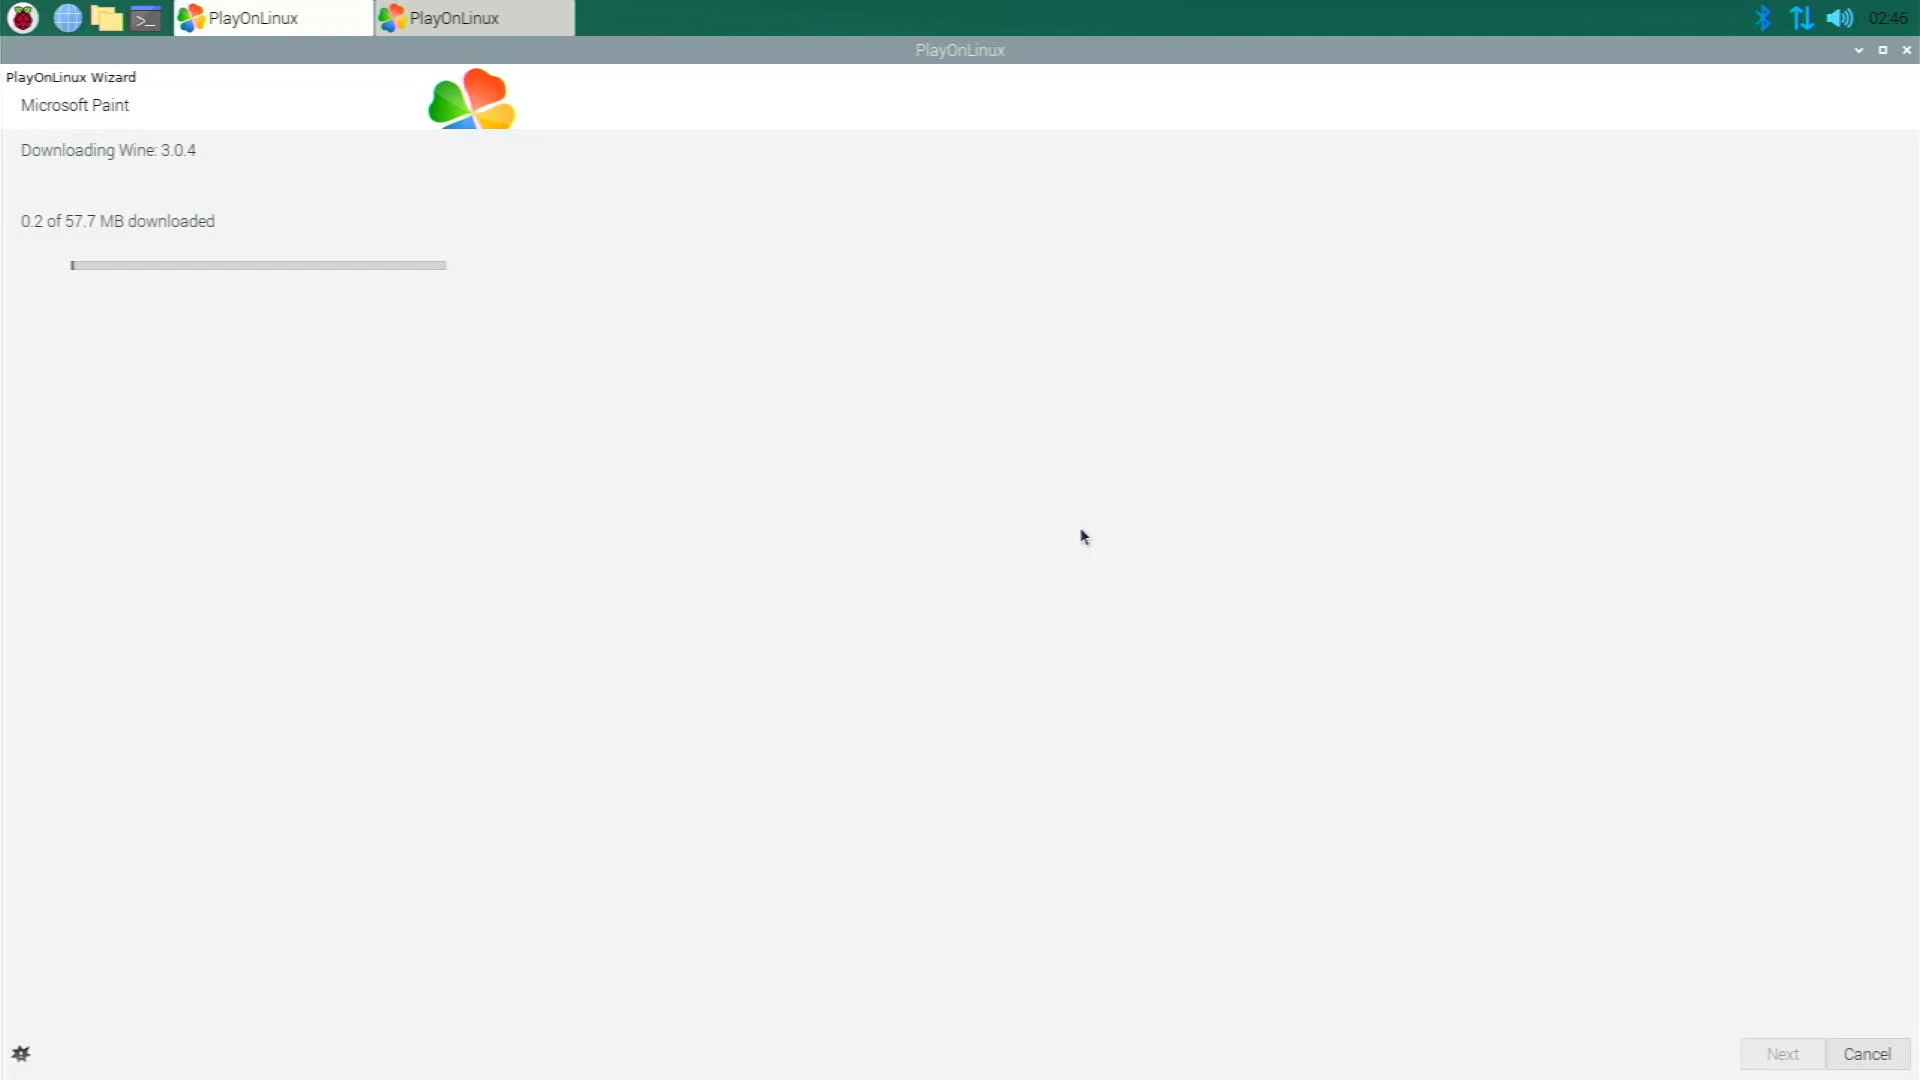 PlayOnLinux
PlayOnLinux
02:46
PlayOnLinux
PlayOnLinux Wizard
Microsoft Paint
Downloading Wine: 3.0.4
0.2 of 57.7 MB downloaded
Next
Cancel